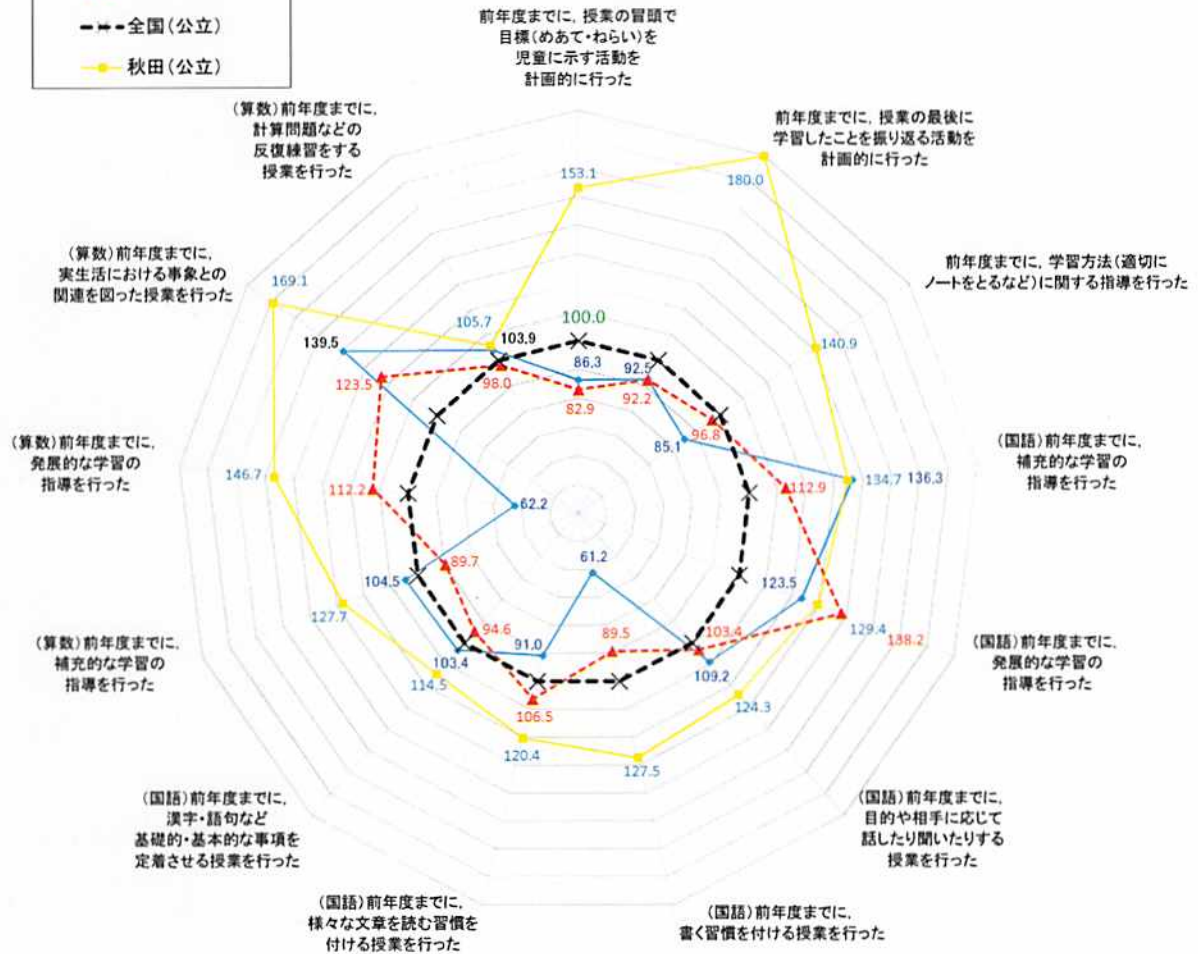 全国(公立)
秋田(公立)
前年度までに, 授業の冒頭で
目標(めあて・ねらい)を
児童に示す活動を
計画的に行った
前年度までに, 授業の最後に
学習したことを振り返る活動を
計画的に行った
前年度までに, 学習方法(適切に
ノートをとるなど)に関する指導を行った
(国語)前年度までに,
補充的な学習の
指導を行った
(国語)前年度までに,
発展的な学習の
指導を行った
(国語)前年度までに,
目的や相手に応じて
話したり聞いたりする
授業を行った
(国語)前年度までに,
書く習慣を付ける授業を行った
(国語)前年度までに,
様々な文章を読む習慣を
付ける授業を行った
(国語)前年度までに,
漢字・語句など
基礎的・基本的な事項を
定着させる授業を行った
(算数)前年度までに,
補充的な学習の
指導を行った
(算数)前年度までに,
発展的な学習の
指導を行った
(算数)前年度までに,
実生活における事象との
関連を図った授業を行った
(算数)前年度までに,
計算問題などの
反復練習をする
授業を行った
153.1
180.0
140.9
134.7
136.3
129.4
138.2
124.3
127.5
120.4
114.5
127.7
146.7
169.1
105.7
103.9
100.0
86.3
82.9
92.5
92.2
96.8
85.1
112.9
123.5
103.4
109.2
61.2
89.5
91.0
106.5
94.6
103.4
89.7
104.5
62.2
112.2
123.5
139.5
98.0